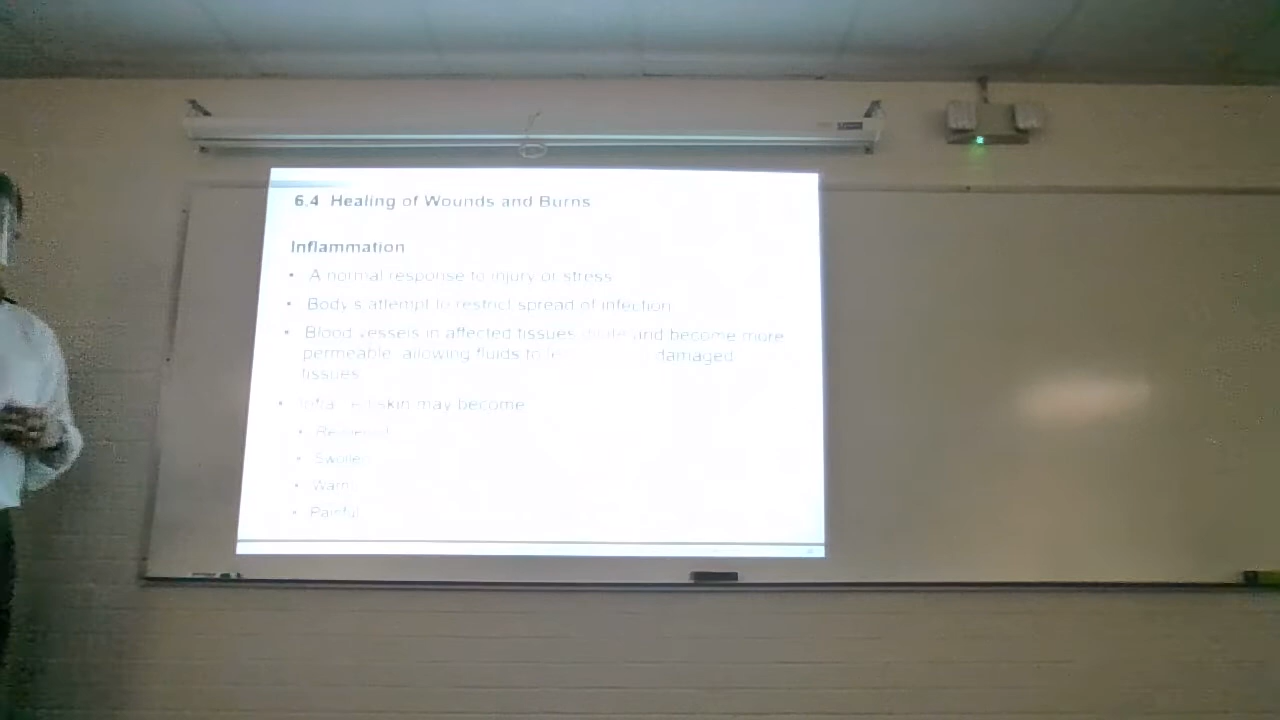 6.4 Healing of Wounds and Burns
Inflammation
• A normal response to injury or stress
• Body's attempt to restrict spread of infection
• Blood vessels in affected tissues dilate and become more
permeable, allowing fluids to damaged
tissues
• skin may become
• Reddened
• Swollen
• Warm
• Painful